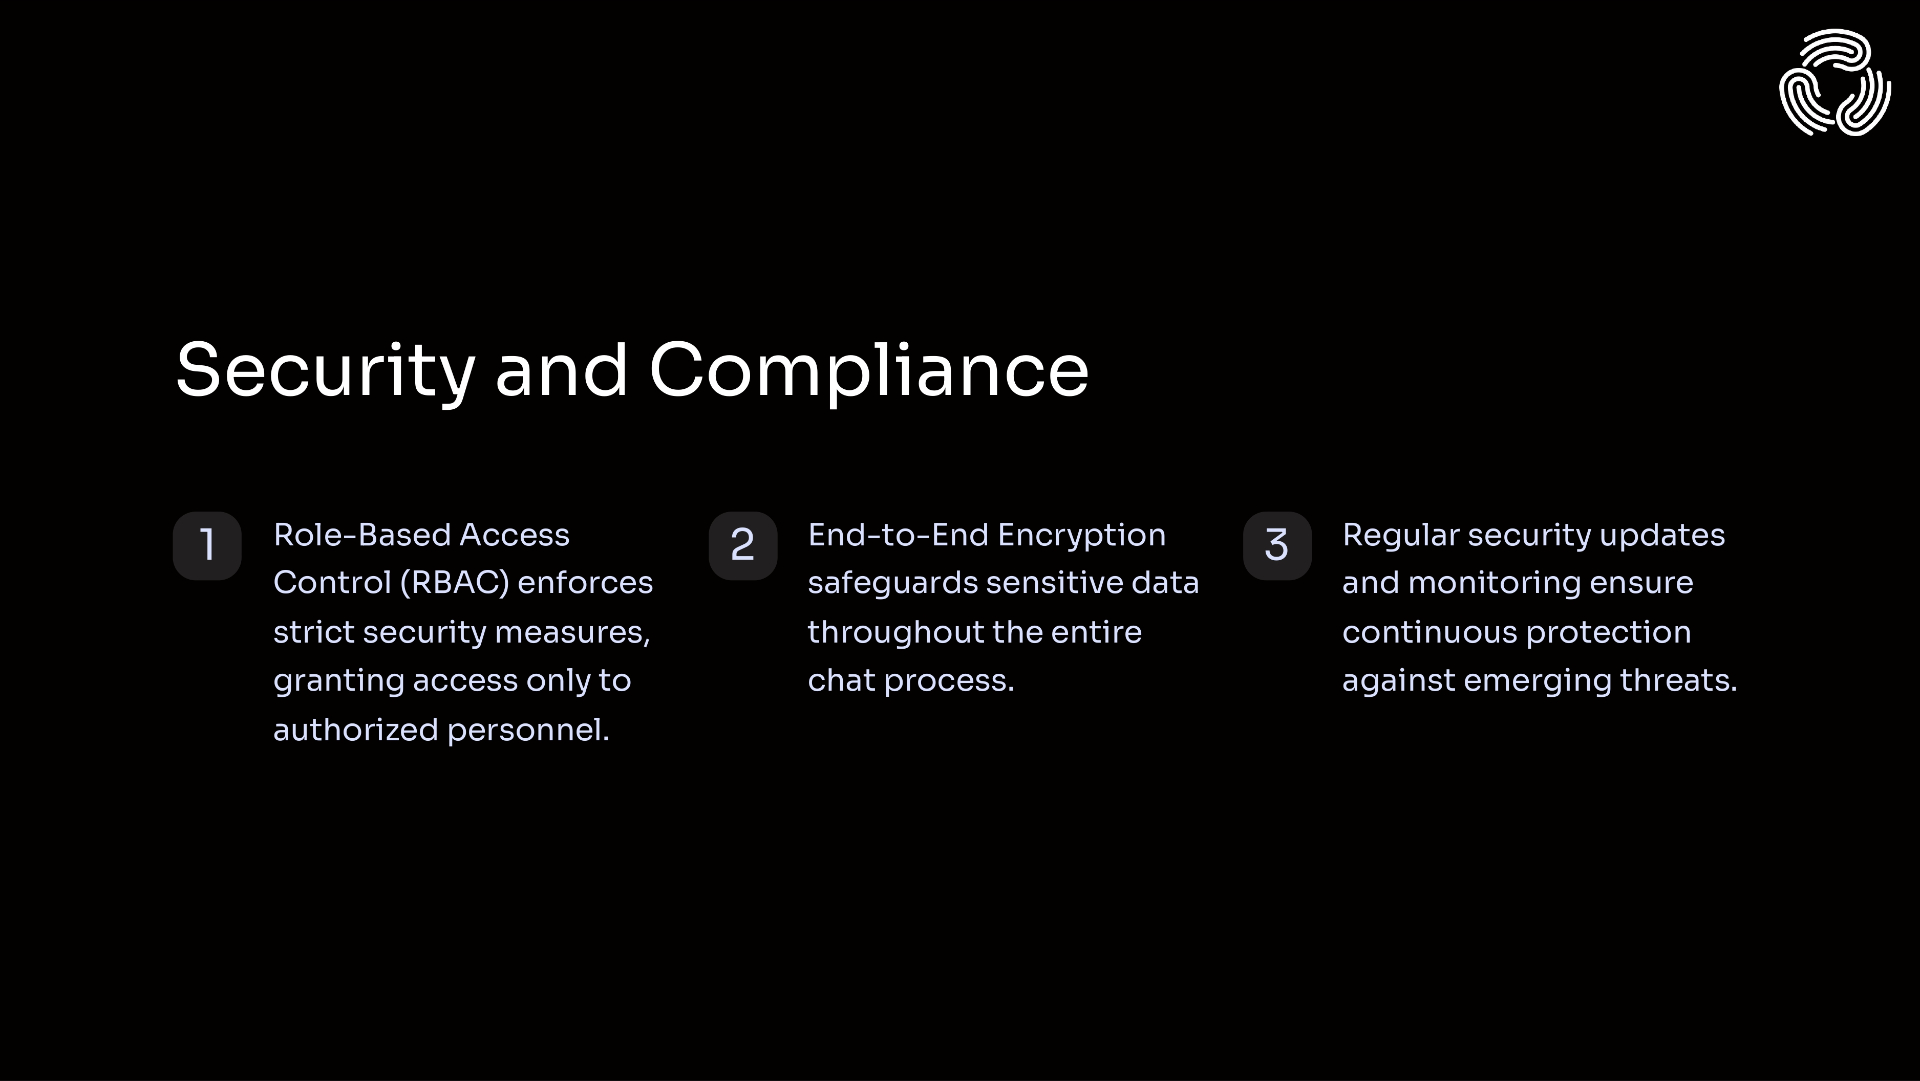 Security and Compliance
1
Role-Based Access
Control (RBAC) enforces
strict security measures,
granting access only to
authorized personnel.
2
End-to-End Encryption
safeguards sensitive data
throughout the entire
chat process.
3
Regular security updates
and monitoring ensure
continuous protection
against emerging threats.